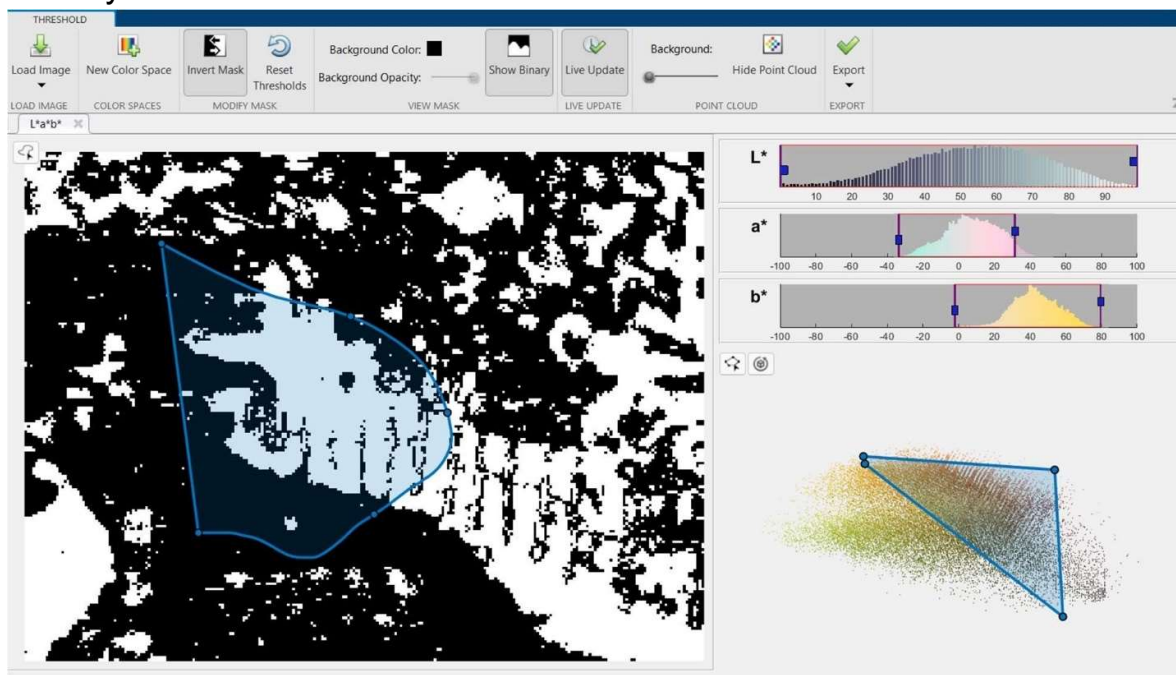 THRESHOLD
Load Image
New Color Space
Invert Mask
Reset
Thresholds
Background Color:
Background Opacity:
Show Binary
Live Update
Background:
Hide Point Cloud
Export
LOAD IMAGE
COLOR SPACES
MODIFY MASK
VIEW MASK
LIVE UPDATE
POINT CLOUD
EXPORT
L*a*b*
L*
10 20 30 40 50 60 70 80 90
a*
-100 -80 -60 -40 -20 0 20 40 60 80 100
b*
-100 -80 -60 -40 -20 0 20 40 60 80 100